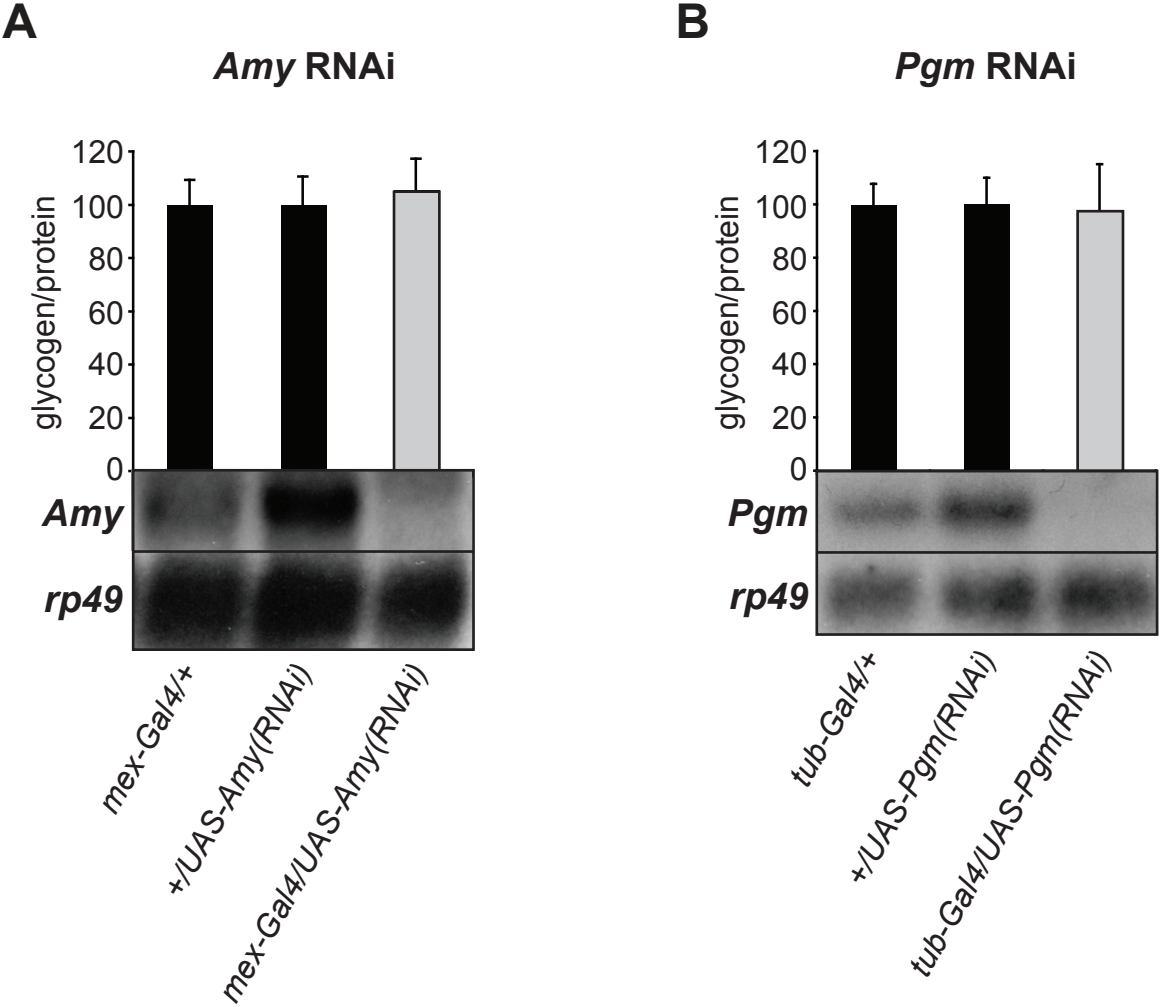 A
Amy RNAi
glycogen/protein
120
100
80
60
40
20
0
Amy
rp49
mex-Gal4/+
+/UAS-Amy(RNAi)
mex-Gal4/UAS-Amy(RNAi)
B
Pgm RNAi
glycogen/protein
120
100
80
60
40
20
0
Pgm
rp49
tub-Gal4/+
+/UAS-Pgm(RNAi)
tub-Gal4/UAS-Pgm(RNAi)